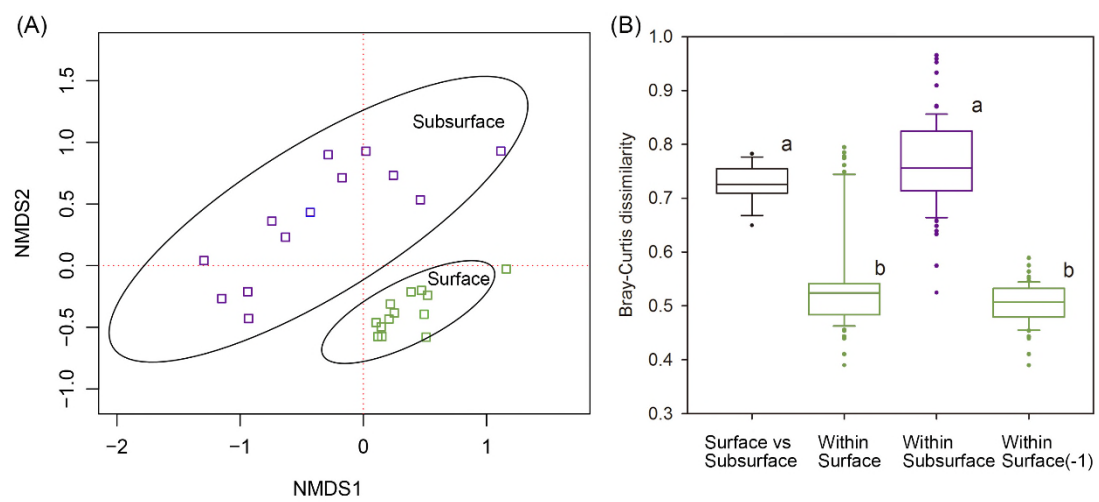 (A)
NMDS2
1.5
1.0
0.5
0.0
−0.5
−1.0
Subsurface
Surface
−2
−1
0
1
NMDS1
(B)
Bray-Curtis dissimilarity
1.0
0.9
0.8
0.7
0.6
0.5
0.4
0.3
a
b
a
b
Surface vs
Subsurface
Within
Surface
Within
Subsurface
Within
Surface(-1)